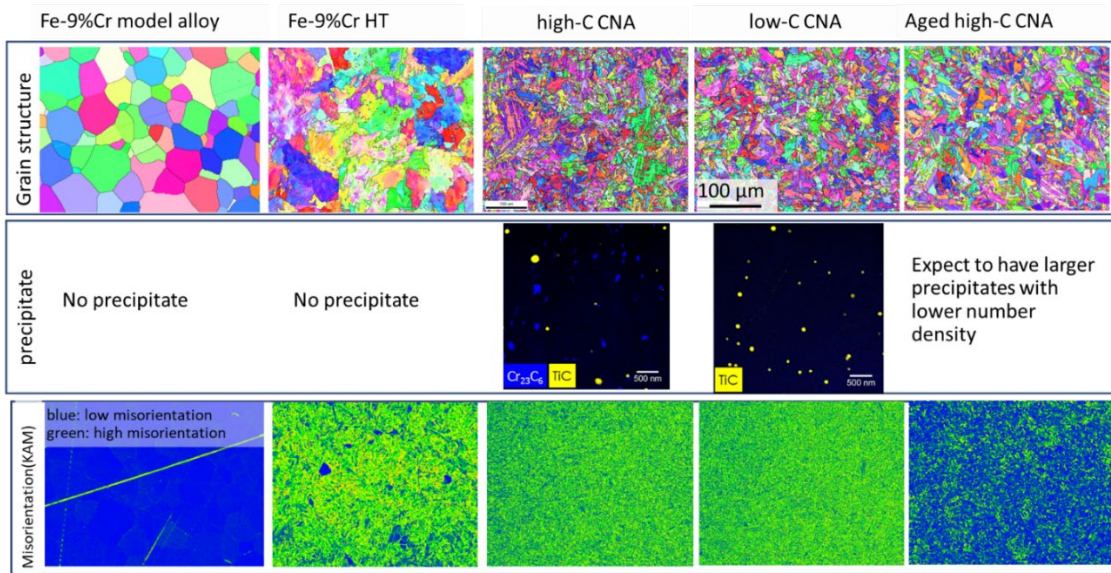 Fe-9%Cr model alloy
Fe-9%Cr HT
high-C CNA
low-C CNA
Aged high-C CNA
Grain structure
100 μm
precipitate
No precipitate
No precipitate
Cr23C6
TiC
500 nm
TiC
500 nm
Expect to have larger
precipitates with
lower number
density
Misorientation(KAM)
blue: low misorientation
green: high misorientation